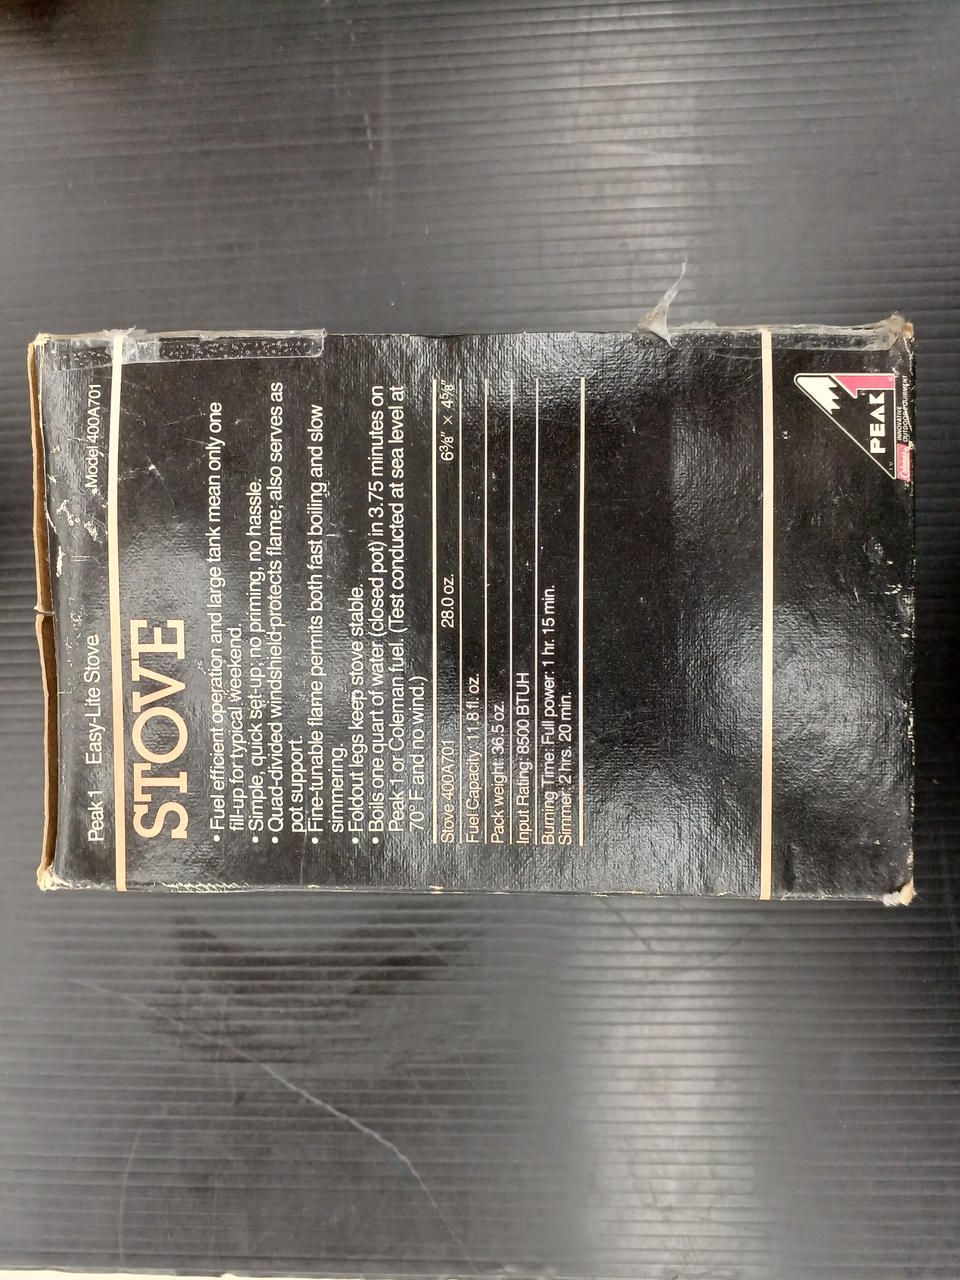 Peak 1 Easy-Lite Stove Model 400A701
STOVE
• Fuel efficient operation and large tank mean only one
fill-up for typical weekend.
• Simple, quick set-up; no priming, no hassle.
• Quad-divided windshield protects flame; also serves as
pot support.
• Fine-tunable flame permits both fast boiling and slow
simmering.
• Foldout legs keep stove stable.
• Boils one quart of water (closed pot) in 3.75 minutes on
Peak 1 or Coleman fuel. (Test conducted at sea level at
70° F and no wind.)
Stove-400A701 28.0 oz. 6⅜" × 4⅝"
Fuel Capacity: 11.8 fl. oz.
Pack weight: 36.5 oz.
Input Rating: 8500 BTUH
Burning Time: Full power: 1 hr. 15 min.
Simmer: 2 hrs. 20 min.
PEAK 1
Coleman INNOVATIVE
OUTDOOR EQUIPMENT